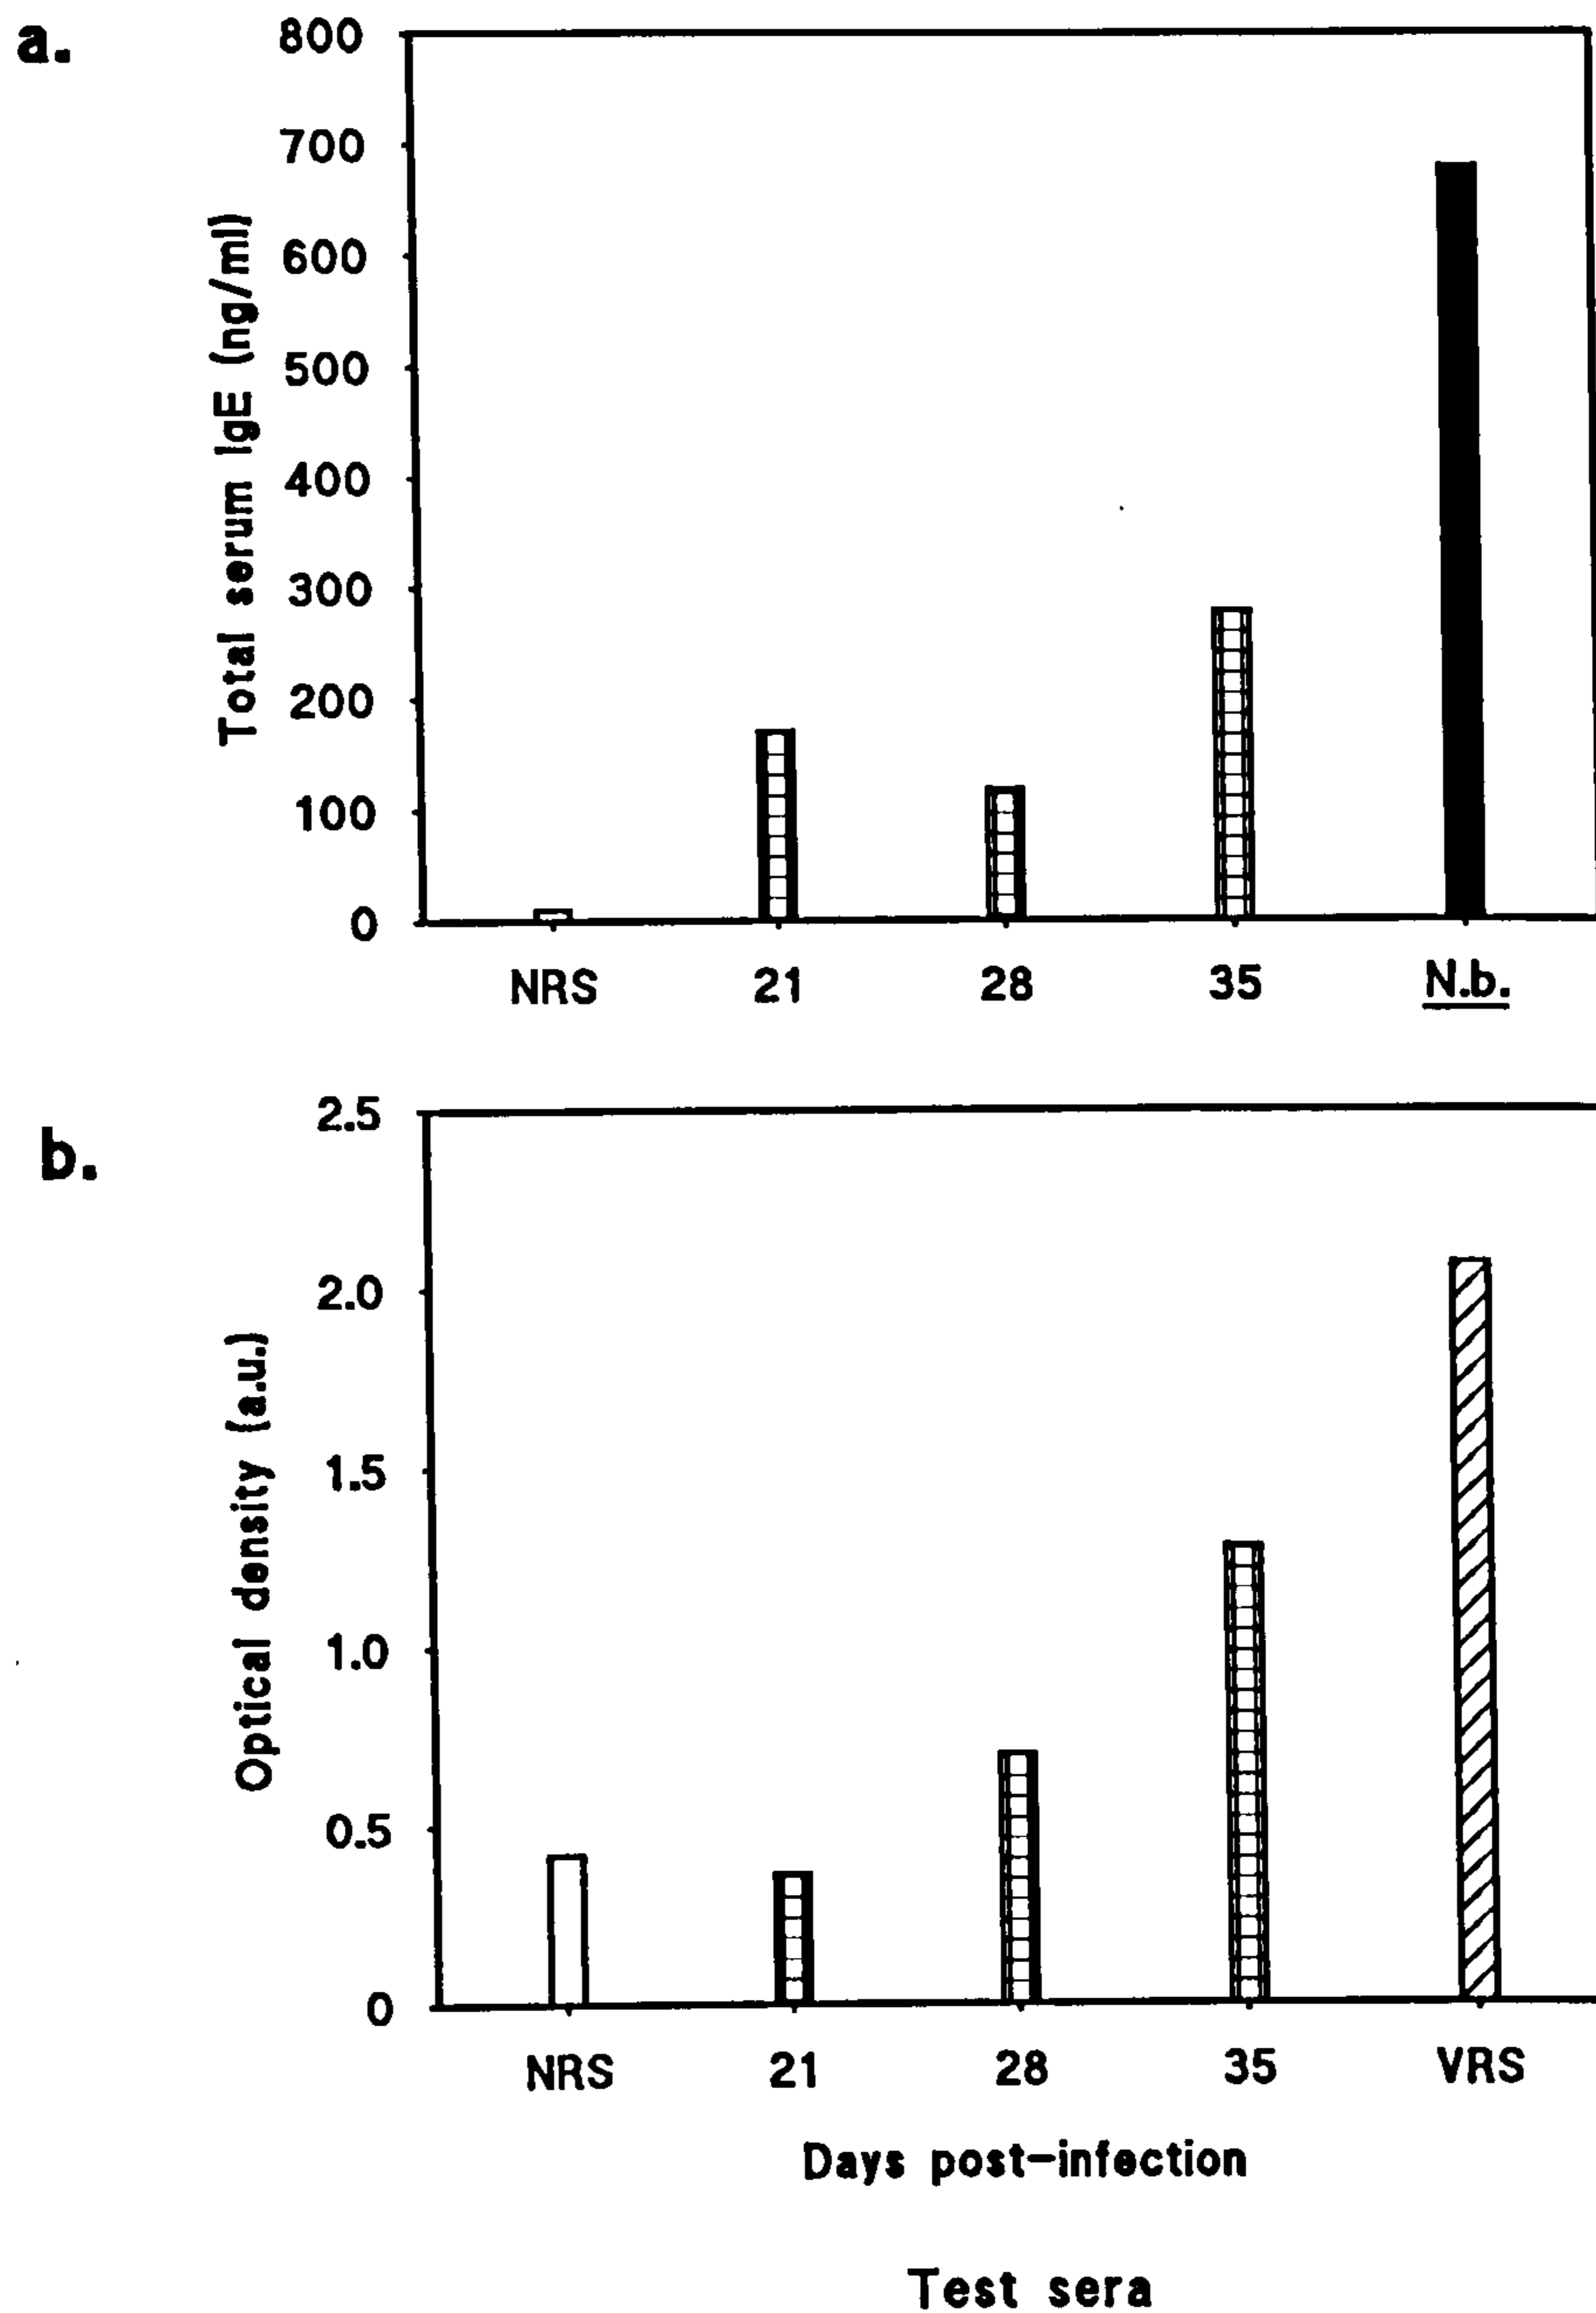 a.
800
700
600
500
400
300
200
100
0
Total serum IgE (ng/ml)
NRS 21 28 35 N.b.
b.
2.5
2.0
1.5
1.0
0.5
0
Optical density (a.u.)
NRS 21 28 35 VRS
Days post-infection
Test sera